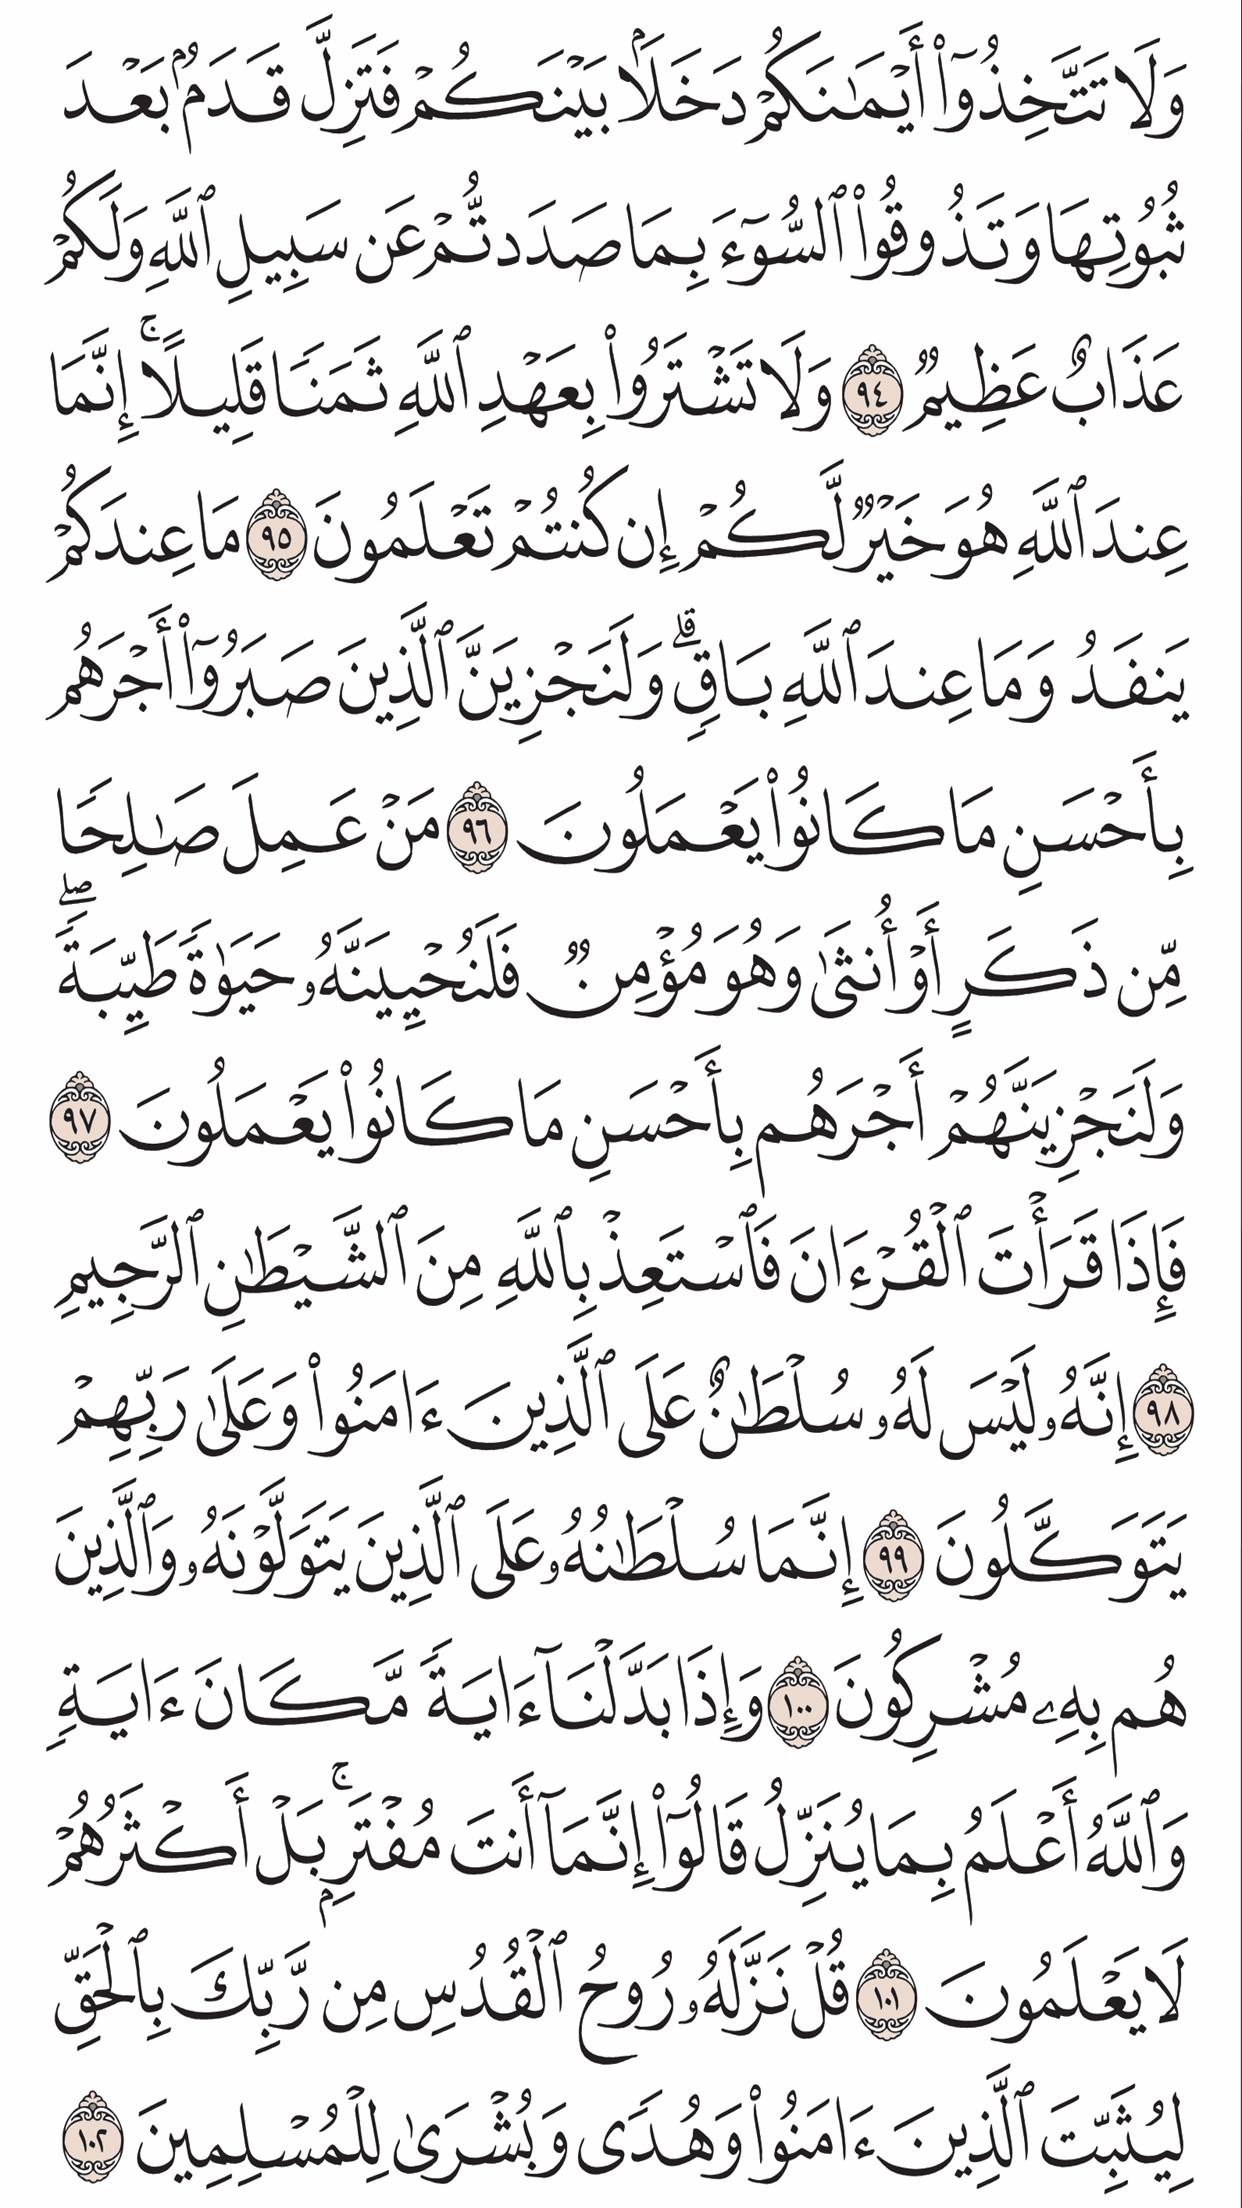 وَلَا تَتَّخِذُوٓا۟ أَيْمَـٰنَكُمْ دَخَلًۢا بَيْنَكُمْ فَتَزِلَّ قَدَمٌۢ بَعْدَ
ثُبُوتِهَا وَتَذُوقُوا۟ ٱلسُّوٓءَ بِمَا صَدَدتُّمْ عَن سَبِيلِ ٱللَّهِ وَلَكُمْ
عَذَابٌ عَظِيمٌ ٩٤ وَلَا تَشْتَرُوا۟ بِعَهْدِ ٱللَّهِ ثَمَنًا قَلِيلًا ۚ إِنَّمَا
عِندَ ٱللَّهِ هُوَ خَيْرٌ لَّكُمْ إِن كُنتُمْ تَعْلَمُونَ ٩٥ مَا عِندَكُمْ
يَنفَدُ وَمَا عِندَ ٱللَّهِ بَاقٍ ۗ وَلَنَجْزِيَنَّ ٱلَّذِينَ صَبَرُوٓا۟ أَجْرَهُم
بِأَحْسَنِ مَا كَانُوا۟ يَعْمَلُونَ ٩٦ مَنْ عَمِلَ صَـٰلِحًا
مِّن ذَكَرٍ أَوْ أُنثَىٰ وَهُوَ مُؤْمِنٌ فَلَنُحْيِيَنَّهُۥ حَيَوٰةً طَيِّبَةً ۖ
وَلَنَجْزِيَنَّهُمْ أَجْرَهُم بِأَحْسَنِ مَا كَانُوا۟ يَعْمَلُونَ ٩٧
فَإِذَا قَرَأْتَ ٱلْقُرْءَانَ فَٱسْتَعِذْ بِٱللَّهِ مِنَ ٱلشَّيْطَـٰنِ ٱلرَّجِيمِ
٩٨ إِنَّهُۥ لَيْسَ لَهُۥ سُلْطَـٰنٌ عَلَى ٱلَّذِينَ ءَامَنُوا۟ وَعَلَىٰ رَبِّهِمْ
يَتَوَكَّلُونَ ٩٩ إِنَّمَا سُلْطَـٰنُهُۥ عَلَى ٱلَّذِينَ يَتَوَلَّوْنَهُۥ وَٱلَّذِينَ
هُم بِهِۦ مُشْرِكُونَ ١٠٠ وَإِذَا بَدَّلْنَآ ءَايَةً مَّكَانَ ءَايَةٍ
وَٱللَّهُ أَعْلَمُ بِمَا يُنَزِّلُ قَالُوٓا۟ إِنَّمَآ أَنتَ مُفْتَرٍۭ ۚ بَلْ أَكْثَرُهُمْ
لَا يَعْلَمُونَ ١٠١ قُلْ نَزَّلَهُۥ رُوحُ ٱلْقُدُسِ مِن رَّبِّكَ بِٱلْحَقِّ
لِيُثَبِّتَ ٱلَّذِينَ ءَامَنُوا۟ وَهُدًى وَبُشْرَىٰ لِلْمُسْلِمِينَ ١٠٢